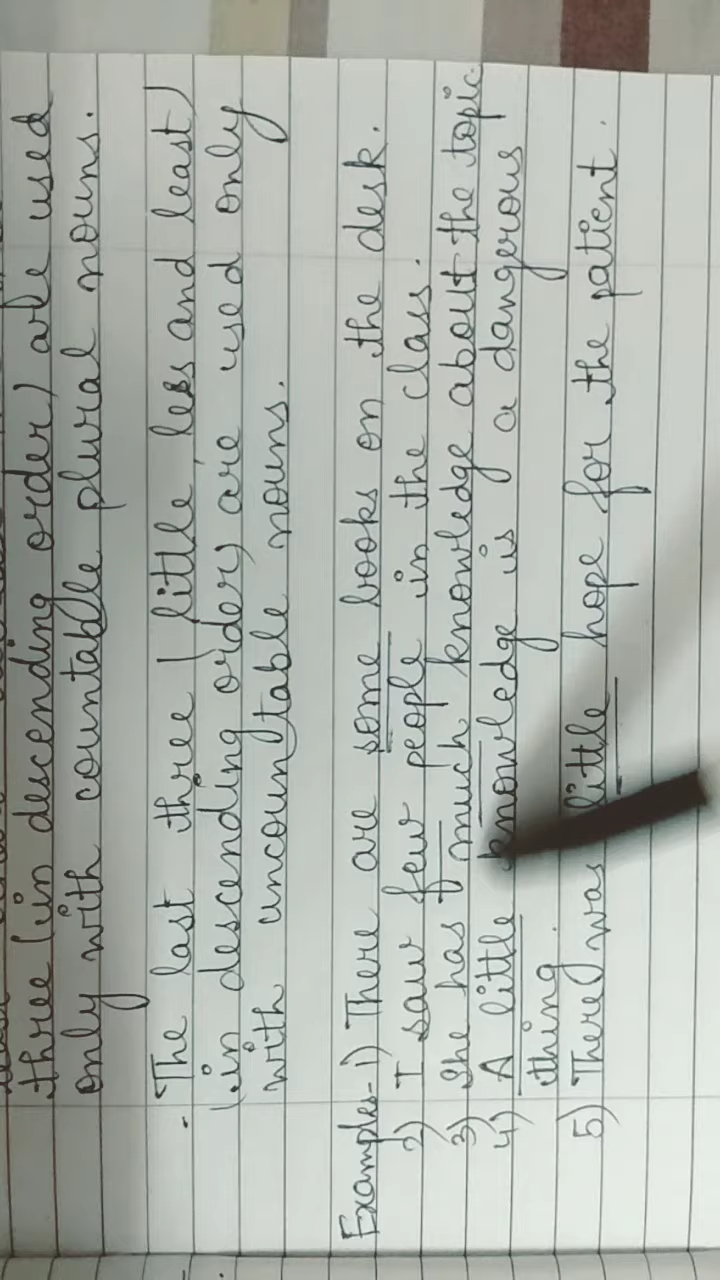 three (in descending order) are used
only with countable plural nouns.
· The last three (little, less and least)
(in descending order) are used only
with uncountable nouns.
Examples- 1) There are some books on the desk.
2) I saw few people in the class.
3) She has much knowledge about the topic.
4) A little knowledge is a dangerous
thing.
5) There was little hope for the patient.